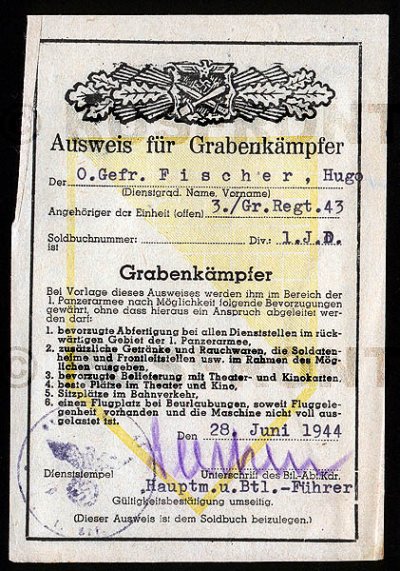 Ausweis für Grabenkämpfer
Der O.Gefr. Fischer, Hugo
(Dienstgrad, Name, Vorname)
Angehöriger der Einheit (offen) 3./Gr.Regt.43
Soldbuchnummer: Div.: 1.J.D.
ist
Grabenkämpfer
Bei Vorlage dieses Ausweises werden ihm im Bereich der
1. Panzerarmee nach Möglichkeit folgende Bevorzugungen
gewährt, ohne dass hieraus ein Anspruch abgeleitet wer-
den darf:
1. bevorzugte Abfertigung bei allen Dienststellen im rück-
wärtigen Gebiet der 1. Panzerarmee,
2. zusätzliche Getränke und Rauchwaren, die Soldaten-
heime und Frontleitstellen usw. im Rahmen des Mög-
lichen ausgeben,
3. bevorzugte Belieferung mit Theater- und Kinokarten,
4. beste Plätze im Theater und Kino,
5. Sitzplätze im Bahnverkehr,
6. einen Flugplatz bei Beurlaubungen, soweit Fluggele-
genheit vorhanden und die Maschine nicht voll aus-
gelastet ist.
Den 28. Juni 1944
Dienststempel Unterschrift des Btl.-Abt.Kdr.
Hauptm.u.Btl.-Führer
Gültigkeitsbestätigung umseitig.
(Dieser Ausweis ist dem Soldbuch beizulegen.)